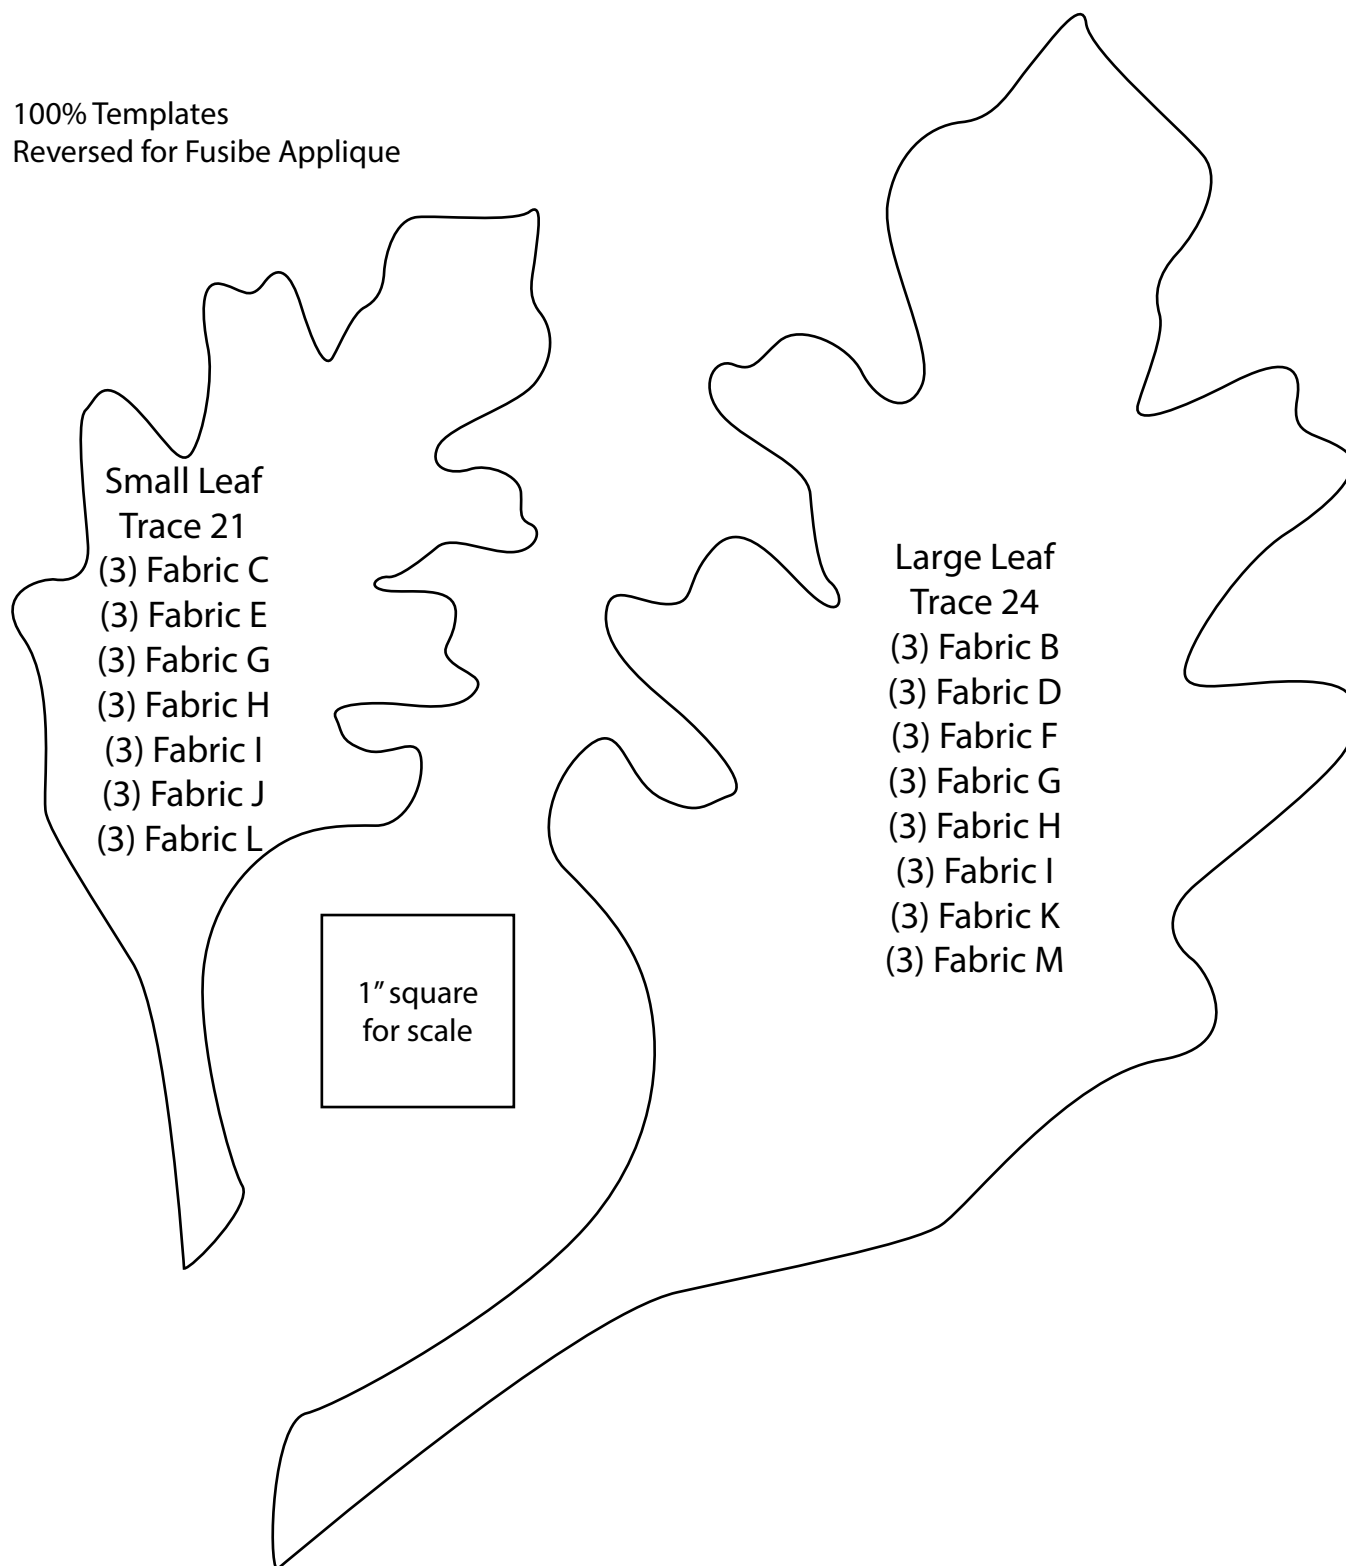 100% Templates
Reversed for Fusibe Applique
Small Leaf
Trace 21
(3) Fabric C
(3) Fabric E
(3) Fabric G
(3) Fabric H
(3) Fabric I
(3) Fabric J
(3) Fabric L
1” square
for scale
Large Leaf
Trace 24
(3) Fabric B
(3) Fabric D
(3) Fabric F
(3) Fabric G
(3) Fabric H
(3) Fabric I
(3) Fabric K
(3) Fabric M